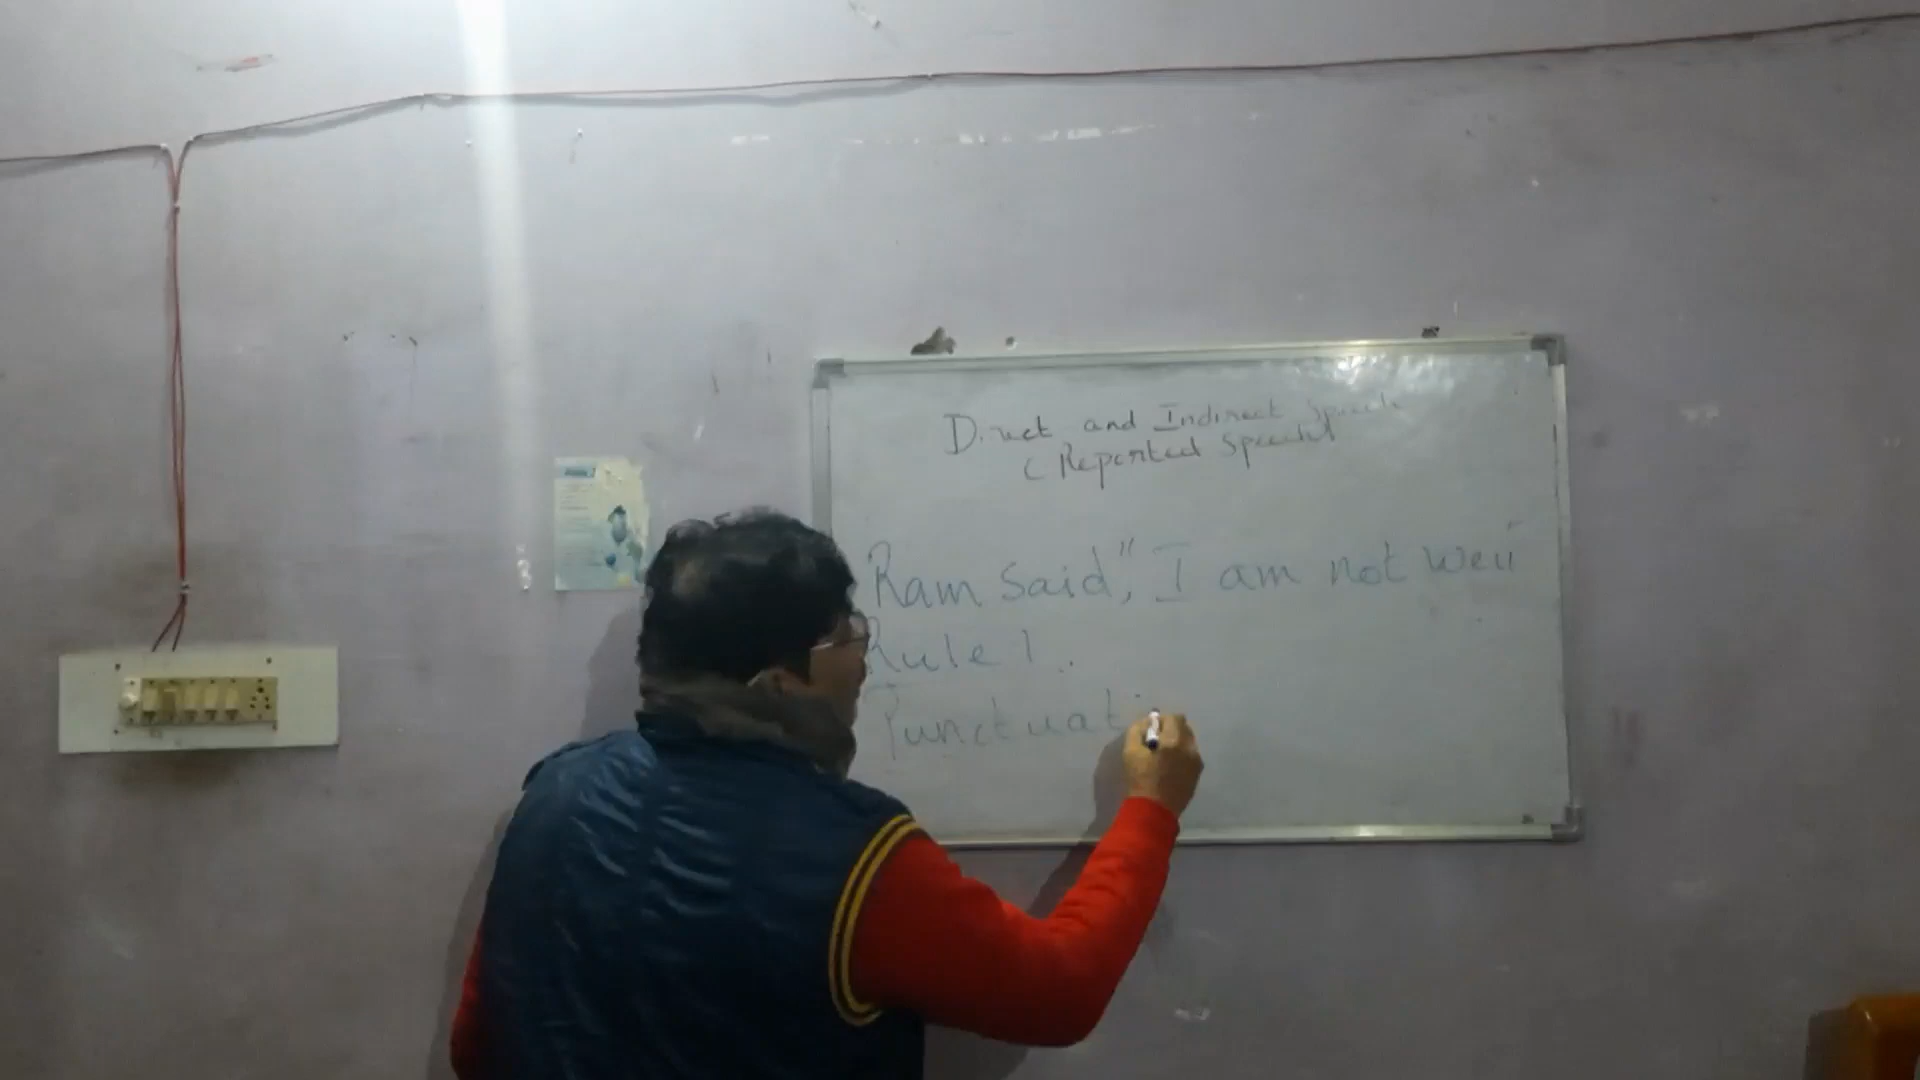 Direct and Indirect Speech
(Reported Speech)
Ram said," I am not well"
Rule 1..
Punctuati